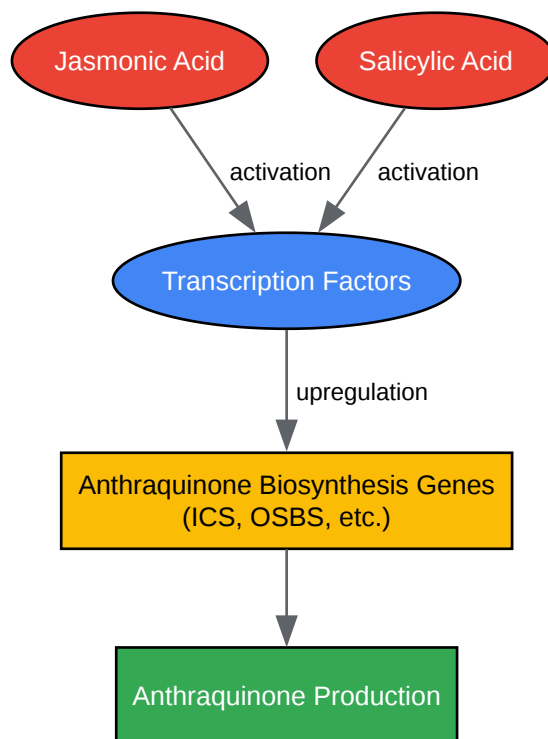 Jasmonic Acid
Salicylic Acid
activation
activation
Transcription Factors
upregulation
Anthraquinone Biosynthesis Genes
(ICS, OSBS, etc.)
Anthraquinone Production